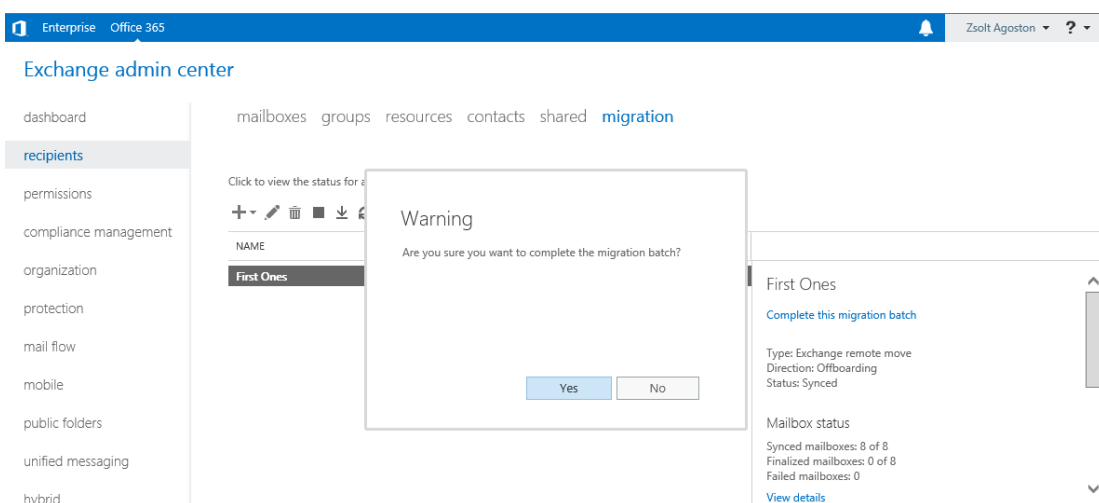 Enterprise Office 365
Zsolt Agoston ?
Exchange admin center
dashboard
recipients
permissions
compliance management
organization
protection
mail flow
mobile
public folders
unified messaging
hybrid
mailboxes groups resources contacts shared migration
Click to view the status for a
NAME
First Ones
Warning
Are you sure you want to complete the migration batch?
Yes No
First Ones
Complete this migration batch
Type: Exchange remote move
Direction: Offboarding
Status: Synced
Mailbox status
Synced mailboxes: 8 of 8
Finalized mailboxes: 0 of 8
Failed mailboxes: 0
View details